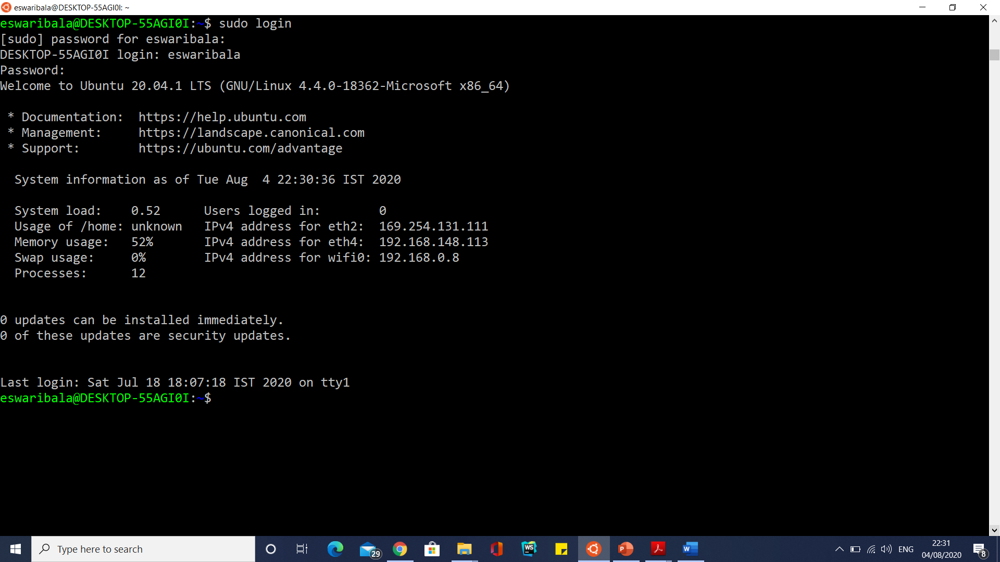 eswaribala@DESKTOP-55AGI0I: ~
eswaribala@DESKTOP-55AGI0I:~$ sudo login
[sudo] password for eswaribala:
DESKTOP-55AGI0I login: eswaribala
Password:
Welcome to Ubuntu 20.04.1 LTS (GNU/Linux 4.4.0-18362-Microsoft x86_64)
* Documentation:  https://help.ubuntu.com
* Management:     https://landscape.canonical.com
* Support:        https://ubuntu.com/advantage
System information as of Tue Aug  4 22:30:36 IST 2020
System load:    0.52      Users logged in:        0
Usage of /home: unknown   IPv4 address for eth2:  169.254.131.111
Memory usage:   52%       IPv4 address for eth4:  192.168.148.113
Swap usage:     0%        IPv4 address for wifi0: 192.168.0.8
Processes:      12
0 updates can be installed immediately.
0 of these updates are security updates.
Last login: Sat Jul 18 18:07:18 IST 2020 on tty1
eswaribala@DESKTOP-55AGI0I:~$
Type here to search
29
WS
P
W
ENG
22:31
04/08/2020
8